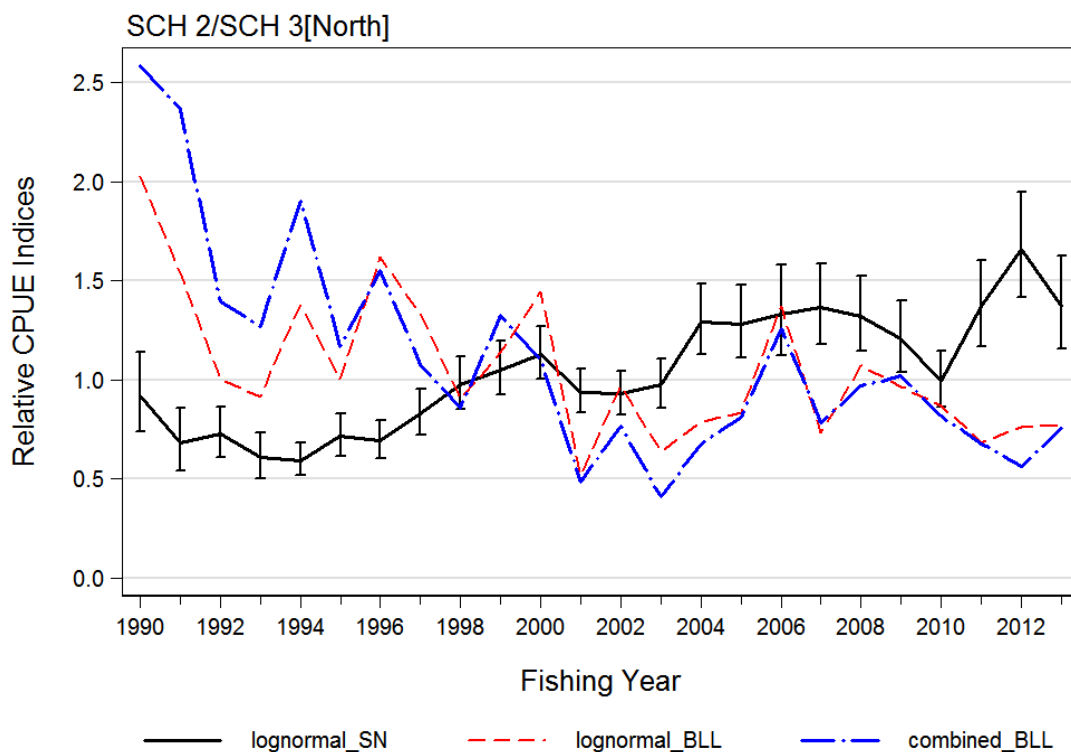 SCH 2/SCH 3[North]
Relative CPUE Indices
2.5
2.0
1.5
1.0
0.5
0.0
1990 1992 1994 1996 1998 2000 2002 2004 2006 2008 2010 2012
Fishing Year
lognormal_SN lognormal_BLL combined_BLL